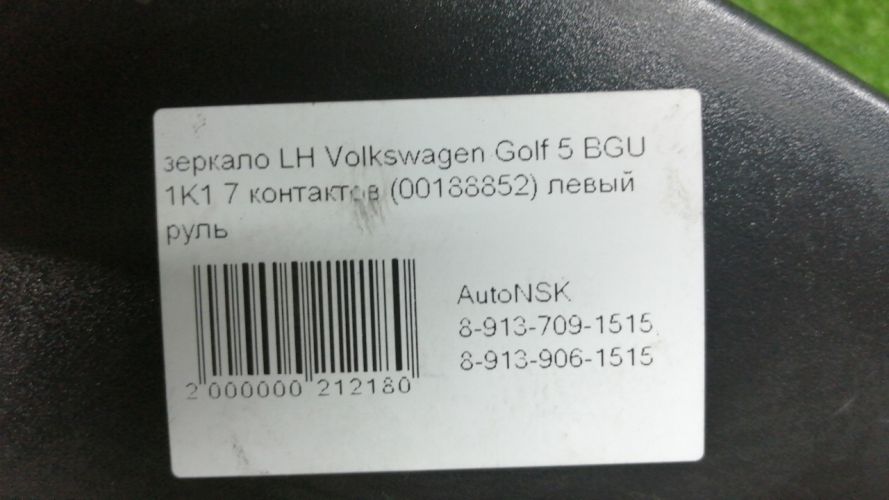 зеркало LH Volkswagen Golf 5 BGU
1K1 7 контактов (00188852) левый
руль
AutoNSK
8-913-709-1515,
8-913-906-1515
2 000000 212180